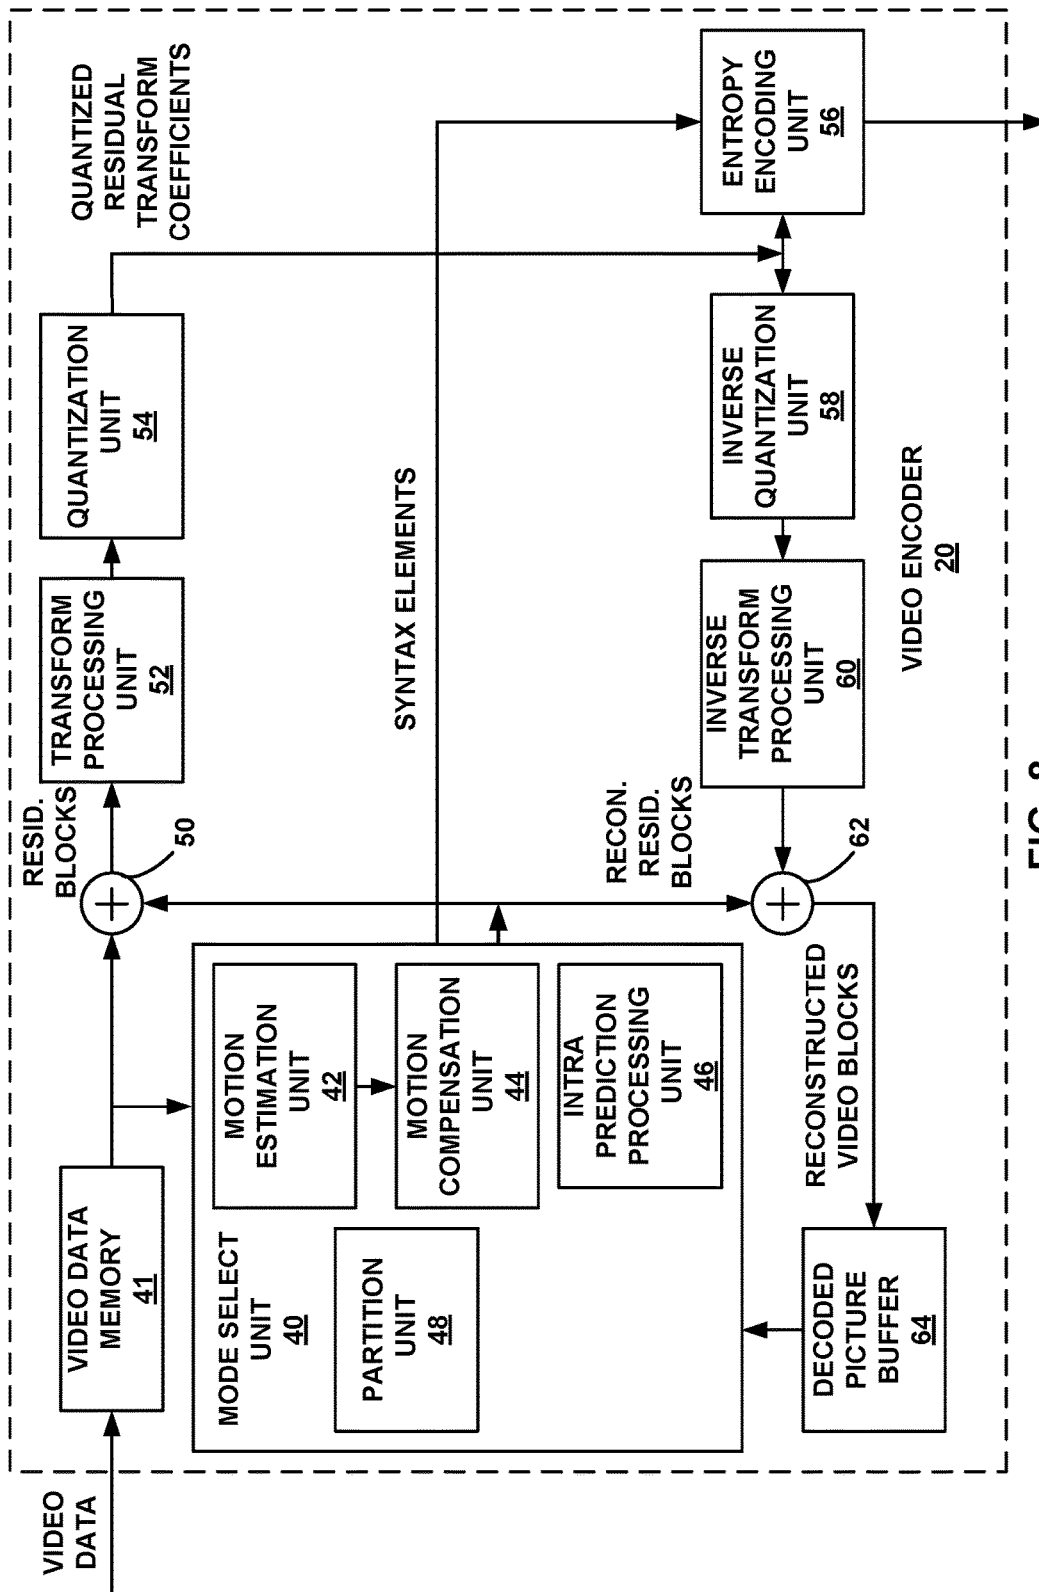 VIDEO
DATA
VIDEO DATA
MEMORY
41
RESID.
BLOCKS
50
TRANSFORM
PROCESSING
UNIT
52
QUANTIZATION
UNIT
54
QUANTIZED
RESIDUAL
TRANSFORM
COEFFICIENTS
MODE SELECT
UNIT
40
PARTITION
UNIT
48
MOTION
ESTIMATION
UNIT
42
MOTION
COMPENSATION
UNIT
44
INTRA
PREDICTION
PROCESSING
UNIT
46
SYNTAX ELEMENTS
RECON.
RESID.
BLOCKS
62
INVERSE
TRANSFORM
PROCESSING
UNIT
60
INVERSE
QUANTIZATION
UNIT
58
ENTROPY
ENCODING
UNIT
56
DECODED
PICTURE
BUFFER
64
RECONSTRUCTED
VIDEO BLOCKS
VIDEO ENCODER
20
FIG.